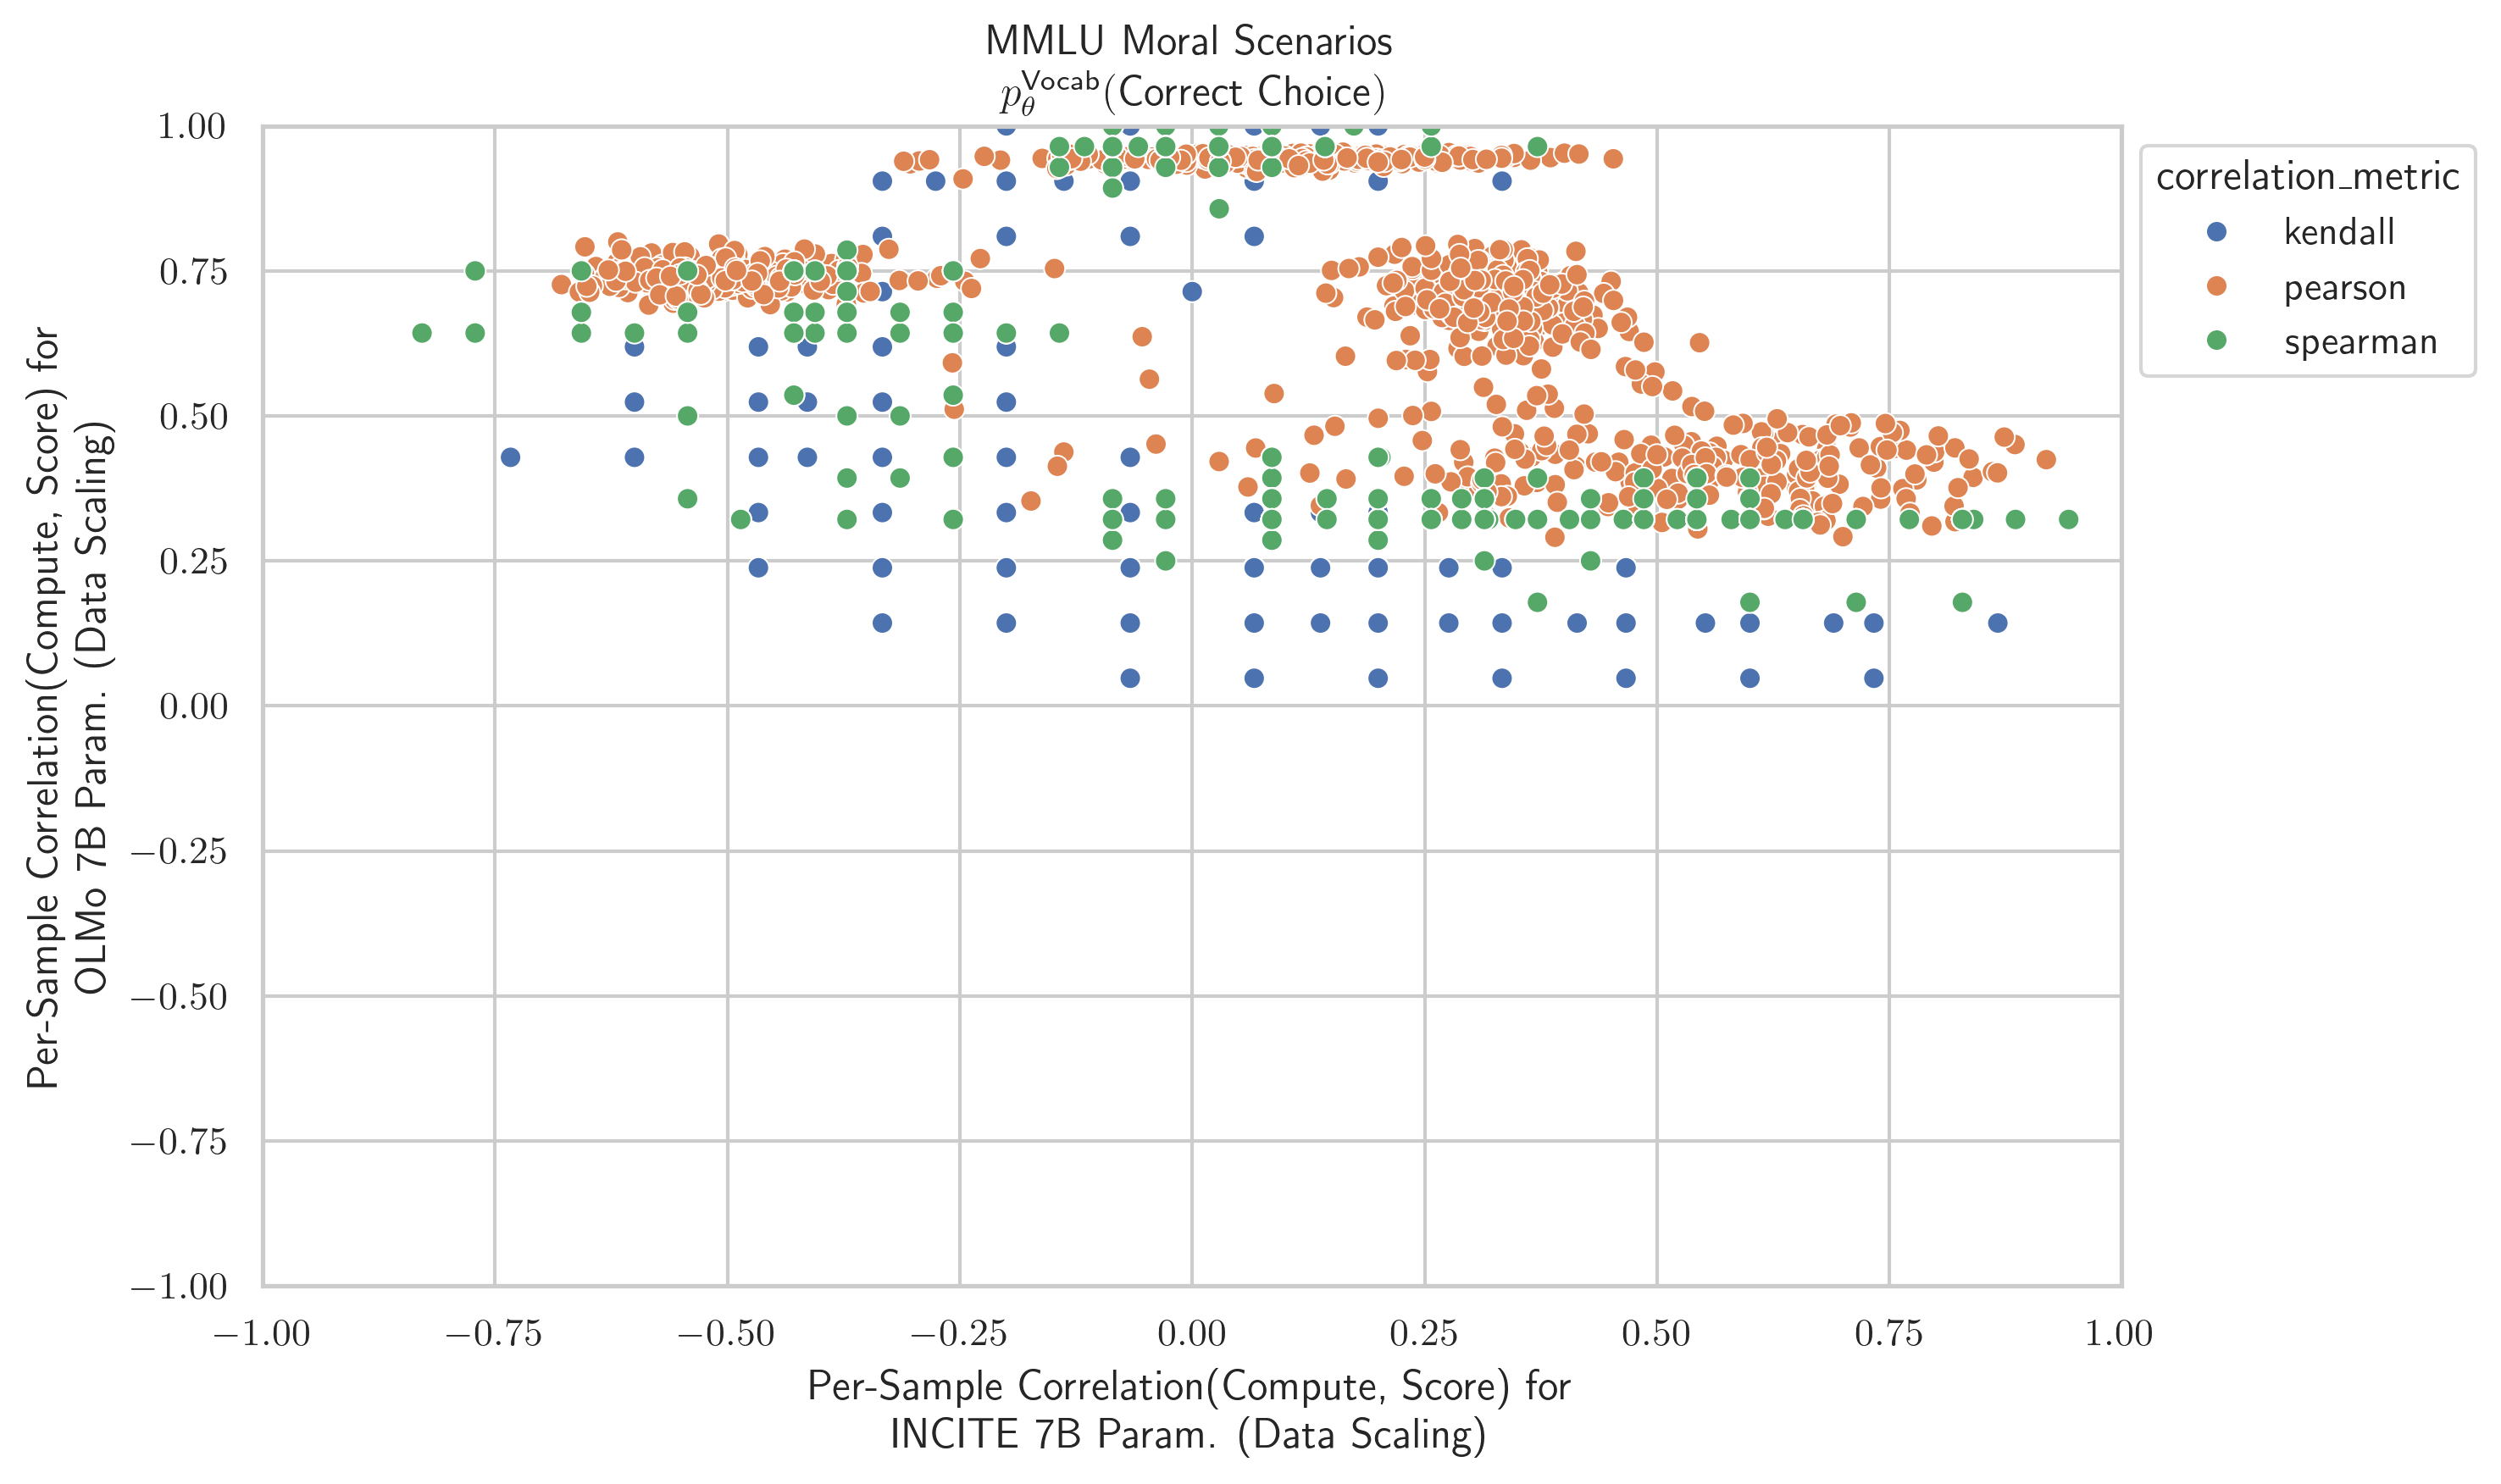 MMLU Moral Scenarios
p_θ^Vocab(Correct Choice)
1.00
0.75
0.50
0.25
0.00
−0.25
−0.50
−0.75
−1.00
Per-Sample Correlation(Compute, Score) for
OLMo 7B Param. (Data Scaling)
correlation_metric
kendall
pearson
spearman
−1.00 −0.75 −0.50 −0.25 0.00 0.25 0.50 0.75 1.00
Per-Sample Correlation(Compute, Score) for
INCITE 7B Param. (Data Scaling)